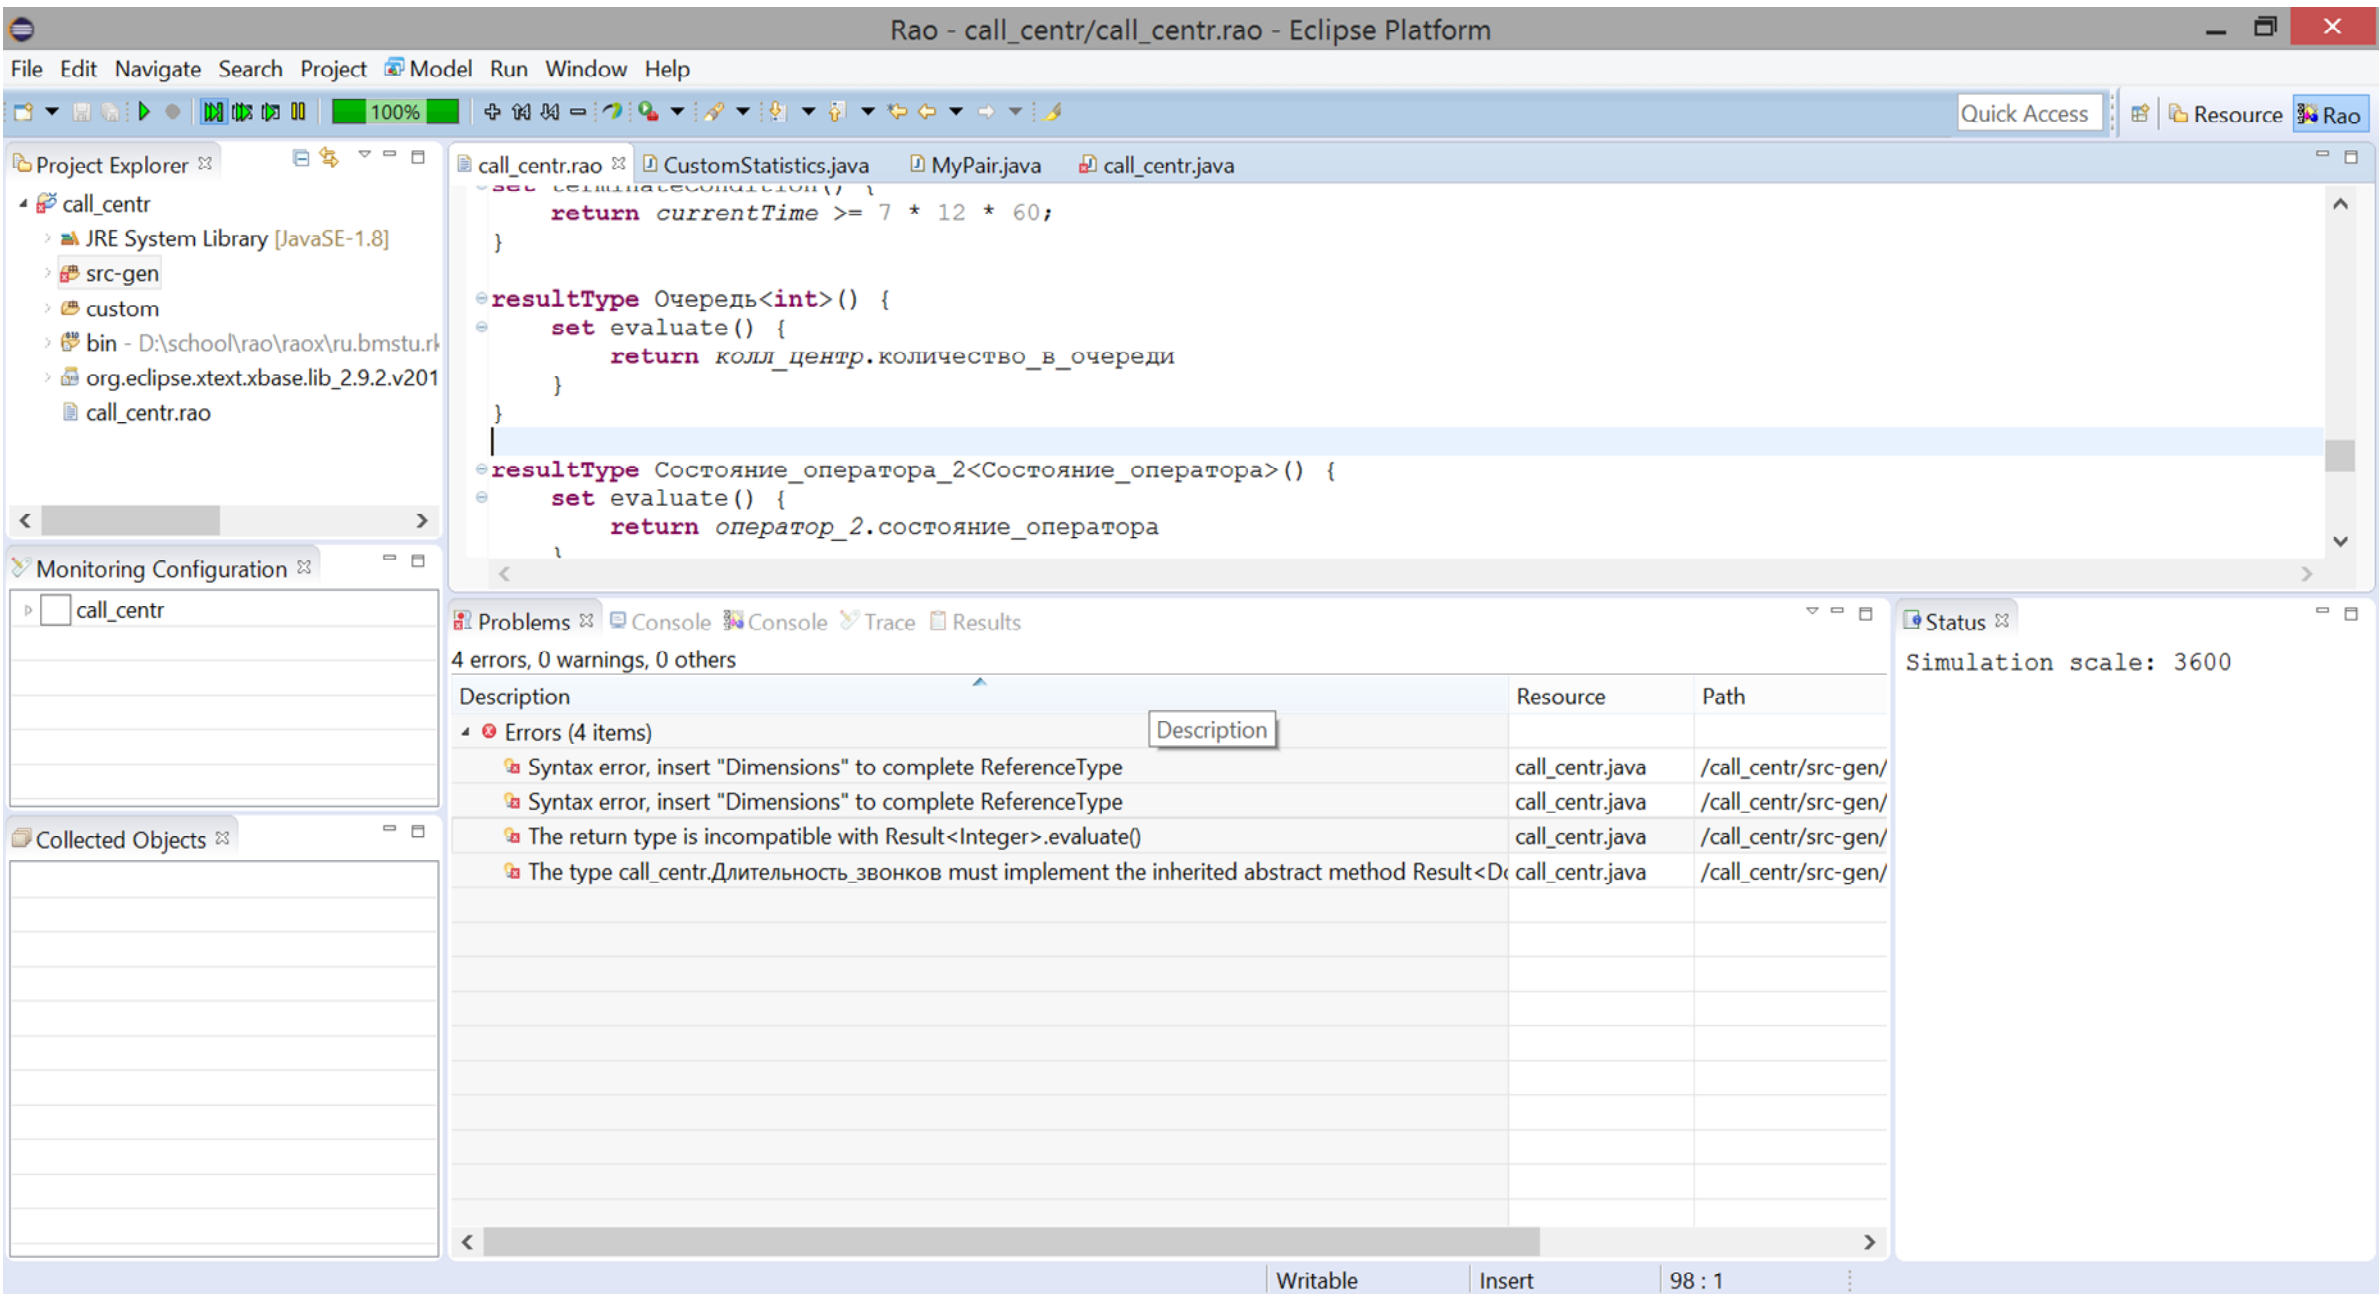 Rao - call_centr/call_centr.rao - Eclipse Platform
File Edit Navigate Search Project Model Run Window Help
100%
Quick Access
Resource
Rao
Project Explorer
call_centr
JRE System Library [JavaSE-1.8]
src-gen
custom
bin - D:\school\rao\raox\ru.bmstu.rk
org.eclipse.xtext.xbase.lib_2.9.2.v201
call_centr.rao
Monitoring Configuration
call_centr
Collected Objects
call_centr.rao
CustomStatistics.java
MyPair.java
call_centr.java
set terminateCondition() {
return currentTime >= 7 * 12 * 60;
}
resultType Очередь<int>() {
set evaluate() {
return колл_центр.количество_в_очереди
}
}
resultType Состояние_оператора_2<Состояние_оператора>() {
set evaluate() {
return оператор_2.состояние_оператора
}
Problems Console Console Trace Results
4 errors, 0 warnings, 0 others
Description Resource Path
Errors (4 items)
Description
Syntax error, insert "Dimensions" to complete ReferenceType call_centr.java /call_centr/src-gen/
Syntax error, insert "Dimensions" to complete ReferenceType call_centr.java /call_centr/src-gen/
The return type is incompatible with Result<Integer>.evaluate() call_centr.java /call_centr/src-gen/
The type call_centr.Длительность_звонков must implement the inherited abstract method Result<Do call_centr.java /call_centr/src-gen/
Status
Simulation scale: 3600
Writable Insert 98 : 1